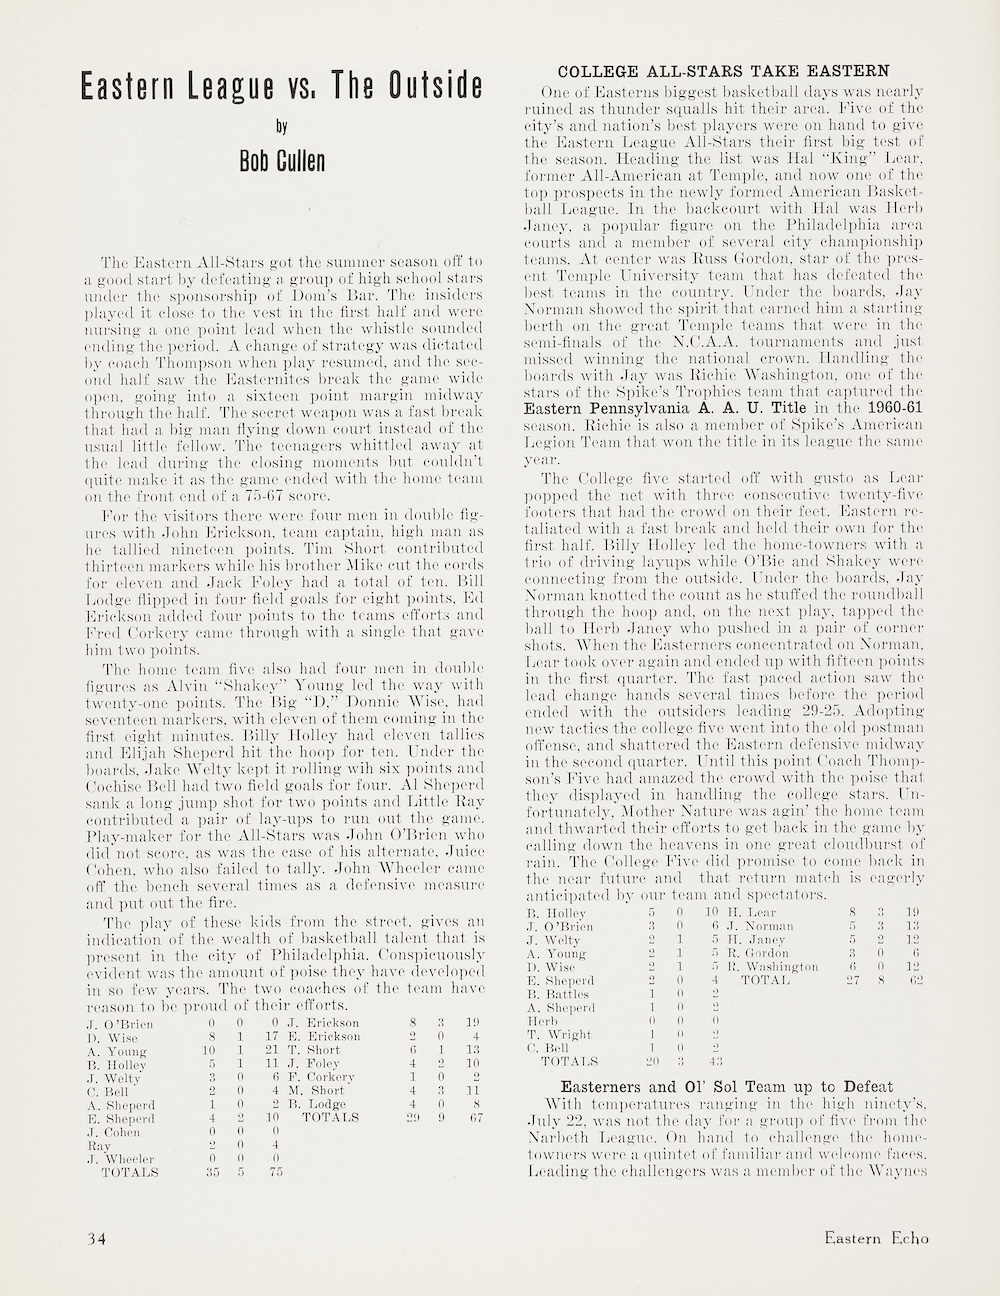 Eastern League vs. The Outside
by
Bob Cullen
The Eastern All-Stars got the summer season off to
a good start by defeating a group of high school stars
under the sponsorship of Dom's Bar. The insiders
played it close to the vest in the first half and were
nursing a one point lead when the whistle sounded
ending the period. A change of strategy was dictated
by coach Thompson when play resumed, and the sec-
ond half saw the Easternites break the game wide
open, going into a sixteen point margin midway
through the half. The secret weapon was a fast break
that had a big man flying down court instead of the
usual little fellow. The teenagers whittled away at
the lead during the closing moments but couldn't
quite make it as the game ended with the home team
on the front end of a 75-67 score.
For the visitors there were four men in double fig-
ures with John Erickson, team captain, high man as
he tallied nineteen points. Tim Short contributed
thirteen markers while his brother Mike cut the cords
for eleven and Jack Foley had a total of ten. Bill
Lodge flipped in four field goals for eight points, Ed
Erickson added four points to the teams efforts and
Fred Corkery came through with a single that gave
him two points.
The home team five also had four men in double
figures as Alvin "Shakey" Young led the way with
twenty-one points. The Big "D," Donnie Wise, had
seventeen markers, with eleven of them coming in the
first eight minutes. Billy Holley had eleven tallies
and Elijah Sheperd hit the hoop for ten. Under the
boards, Jake Welty kept it rolling wih six points and
Cochise Bell had two field goals for four. Al Sheperd
sank a long jump shot for two points and Little Ray
contributed a pair of lay-ups to run out the game.
Play-maker for the All-Stars was John O'Brien who
did not score, as was the case of his alternate, Juice
Cohen, who also failed to tally. John Wheeler came
off the bench several times as a defensive measure
and put out the fire.
The play of these kids from the street, gives an
indication of the wealth of basketball talent that is
present in the city of Philadelphia. Conspicuously
evident was the amount of poise they have developed
in so few years. The two coaches of the team have
reason to be proud of their efforts.
J. O'Brien 0 0 0 J. Erickson 8 3 19
D. Wise 8 1 17 E. Erickson 2 0 4
A. Young 10 1 21 T. Short 6 1 13
B. Holley 5 1 11 J. Foley 4 2 10
J. Welty 3 0 6 F. Corkery 1 0 2
C. Bell 2 0 4 M. Short 4 3 11
A. Sheperd 1 0 2 B. Lodge 4 0 8
E. Sheperd 4 2 10 TOTALS 29 9 67
J. Cohen 0 0 0
Ray 2 0 4
J. Wheeler 0 0 0
TOTALS 35 5 75
COLLEGE ALL-STARS TAKE EASTERN
One of Easterns biggest basketball days was nearly
ruined as thunder squalls hit their area. Five of the
city's and nation's best players were on hand to give
the Eastern League All-Stars their first big test of
the season. Heading the list was Hal "King" Lear,
former All-American at Temple, and now one of the
top prospects in the newly formed American Basket-
ball League. In the backcourt with Hal was Herb
Janey, a popular figure on the Philadelphia area
courts and a member of several city championship
teams. At center was Russ Gordon, star of the pres-
ent Temple University team that has defeated the
best teams in the country. Under the boards, Jay
Norman showed the spirit that earned him a starting
berth on the great Temple teams that were in the
semi-finals of the N.C.A.A. tournaments and just
missed winning the national crown. Handling the
boards with Jay was Richie Washington, one of the
stars of the Spike's Trophies team that captured the
Eastern Pennsylvania A. A. U. Title in the 1960-61
season. Richie is also a member of Spike's American
Legion Team that won the title in its league the same
year.
The College five started off with gusto as Lear
popped the net with three consecutive twenty-five
footers that had the crowd on their feet. Eastern re-
taliated with a fast break and held their own for the
first half. Billy Holley led the home-towners with a
trio of driving layups while O'Bie and Shakey were
connecting from the outside. Under the boards, Jay
Norman knotted the count as he stuffed the roundball
through the hoop and, on the next play, tapped the
ball to Herb Janey who pushed in a pair of corner
shots. When the Easterners concentrated on Norman,
Lear took over again and ended up with fifteen points
in the first quarter. The fast paced action saw the
lead change hands several times before the period
ended with the outsiders leading 29-25. Adopting
new tactics the college five went into the old postman
offense, and shattered the Eastern defensive midway
in the second quarter. Until this point Coach Thomp-
son's Five had amazed the crowd with the poise that
they displayed in handling the college stars. Un-
fortunately, Mother Nature was agin' the home team
and thwarted their efforts to get back in the game by
calling down the heavens in one great cloudburst of
rain. The College Five did promise to come back in
the near future and that return match is eagerly
anticipated by our team and spectators.
B. Holley 5 0 10 H. Lear 8 3 19
J. O'Brien 3 0 6 J. Norman 5 3 13
J. Welty 2 1 5 H. Janey 5 2 12
A. Young 2 1 5 R. Gordon 3 0 6
D. Wise 2 1 5 R. Washington 6 0 12
E. Sheperd 2 0 4 TOTAL 27 8 62
B. Battles 1 0 2
A. Sheperd 1 0 2
Herb 0 0 0
T. Wright 1 0 2
C. Bell 1 0 2
TOTALS 20 3 43
Easterners and Ol' Sol Team up to Defeat
With temperatures ranging in the high ninety's,
July 22, was not the day for a group of five from the
Narbeth League. On hand to challenge the home-
towners were a quintet of familiar and welcome faces.
Leading the challengers was a member of the Waynes
34
Eastern Echo